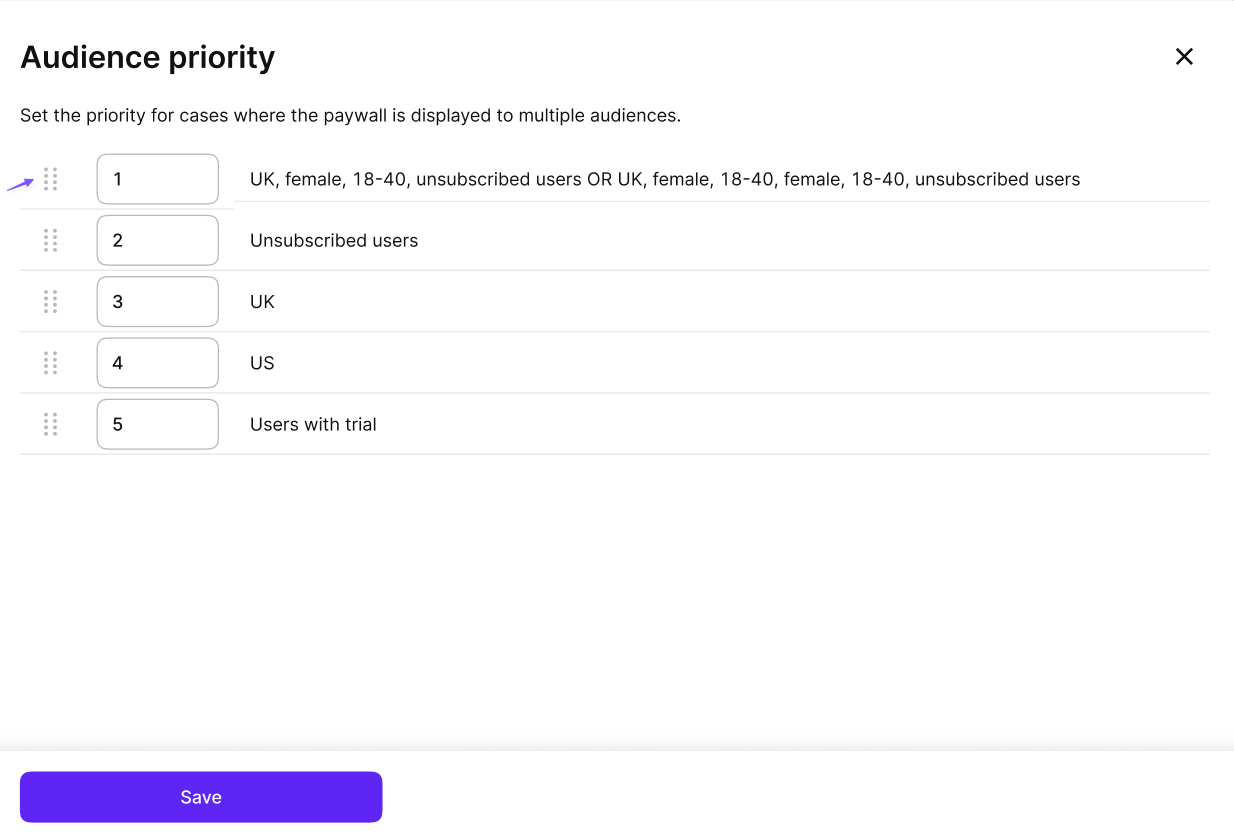 Audience priority
Set the priority for cases where the paywall is displayed to multiple audiences.
1 UK, female, 18-40, unsubscribed users OR UK, female, 18-40, female, 18-40, unsubscribed users
2 Unsubscribed users
3 UK
4 US
5 Users with trial
Save